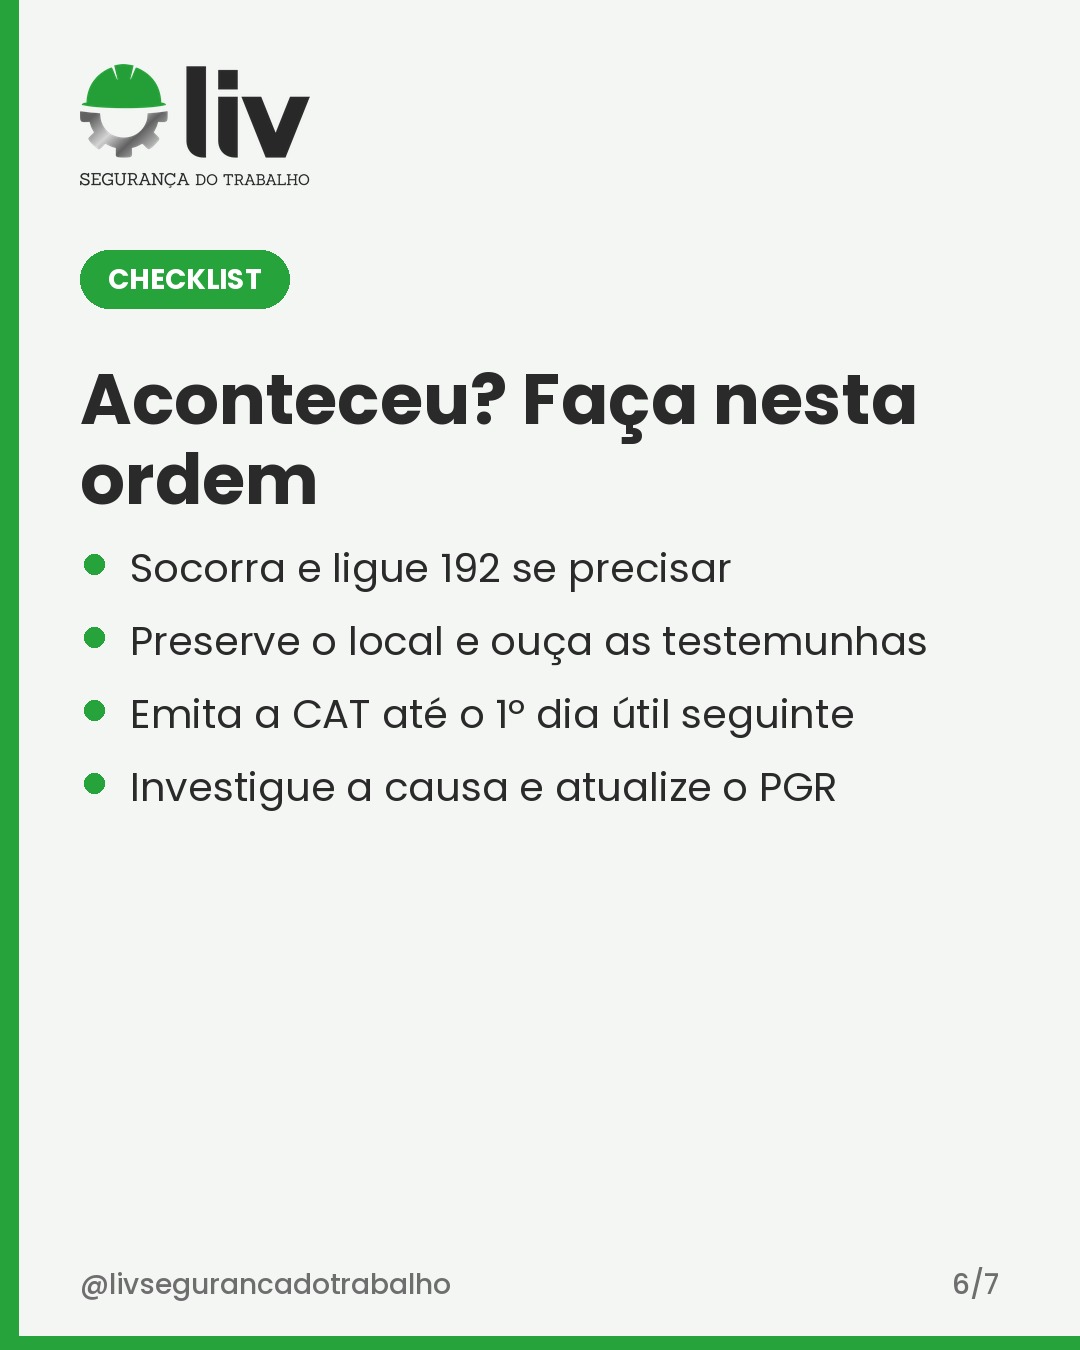 liv
SEGURANÇA DO TRABALHO
CHECKLIST
Aconteceu? Faça nesta
ordem
Socorra e ligue 192 se precisar
Preserve o local e ouça as testemunhas
Emita a CAT até o 1º dia útil seguinte
Investigue a causa e atualize o PGR
@livsegurancadotrabalho
6/7